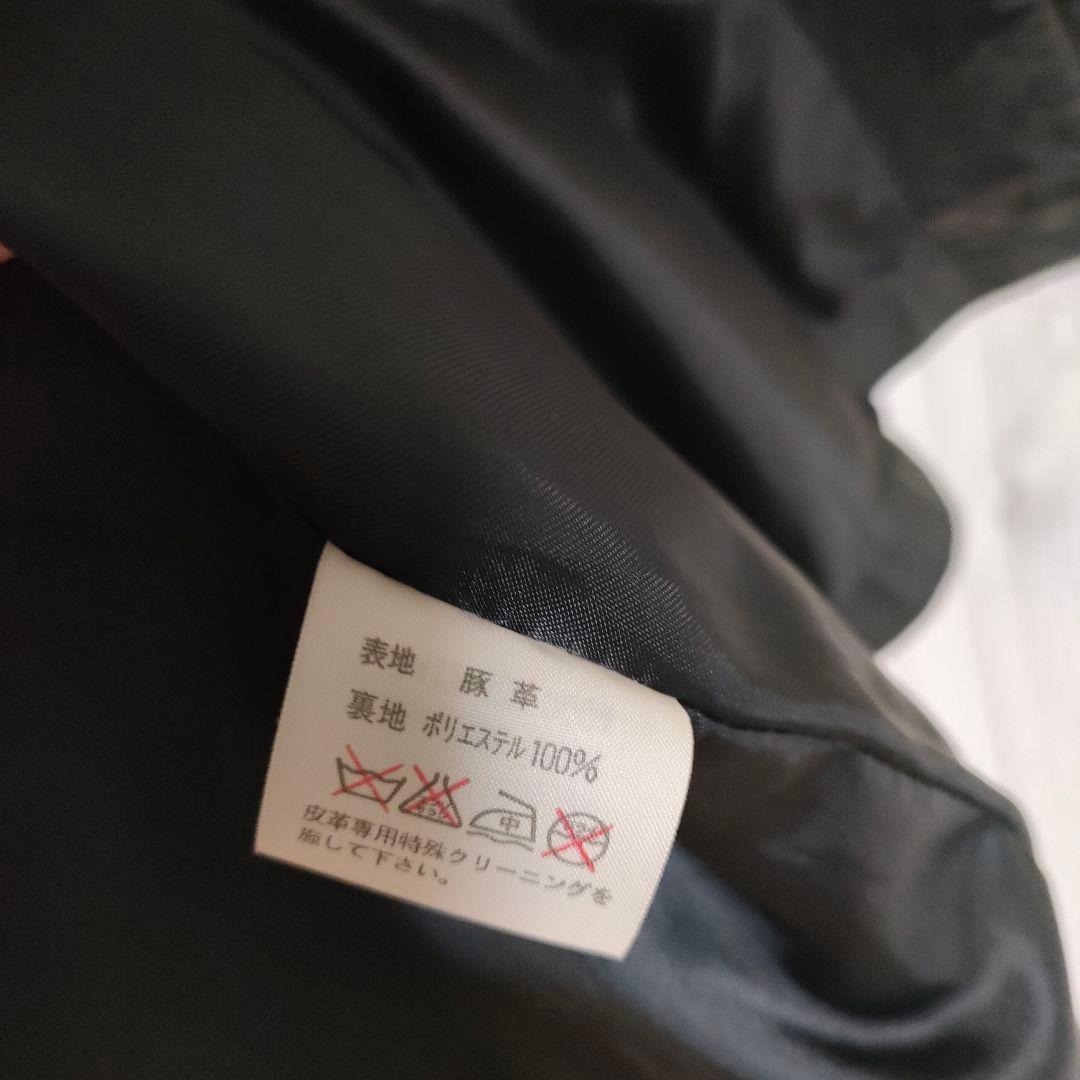 表地 豚革
裏地 ポリエステル100%
中
皮革専用特殊クリーニングを
施して下さい。